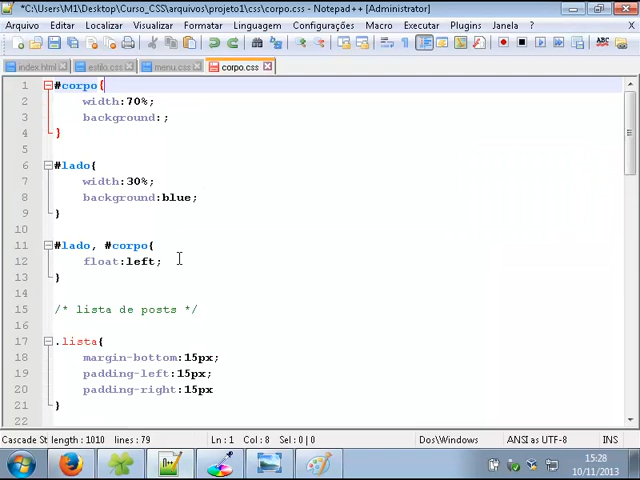 *C:\Users\M1\Desktop\Curso_CSS\arquivos\projeto1\css\corpo.css - Notepad++ [Administrator]
Arquivo Editar Localizar Visualizar Formatar Linguagem Configurações Macro Executar Plugins Janela ? X
index.html estilo.css menu.css corpo.css
1 #corpo{
2 width:70%;
3 background:;
4 }
5
6 #lado{
7 width:30%;
8 background:blue;
9 }
10
11 #lado, #corpo{
12 float:left;
13 }
14
15 /* lista de posts */
16
17 .lista{
18 margin-bottom:15px;
19 padding-left:15px;
20 padding-right:15px
21 }
22
Cascade St length : 1010 lines : 79 Ln : 1 Col : 8 Sel : 0 | 0 Dos\Windows ANSI as UTF-8 INS
15:28
10/11/2013